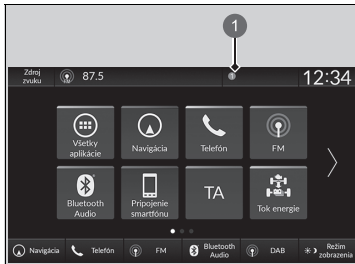 1
Zdroj
zvuku
87.5
12:34
Všetky
aplikácie
Navigácia
Telefón
FM
Bluetooth
Audio
Pripojenie
smartfónu
TA
Tok energie
Navigácia
Telefón
FM
Bluetooth
Audio
DAB
Režim
zobrazenia